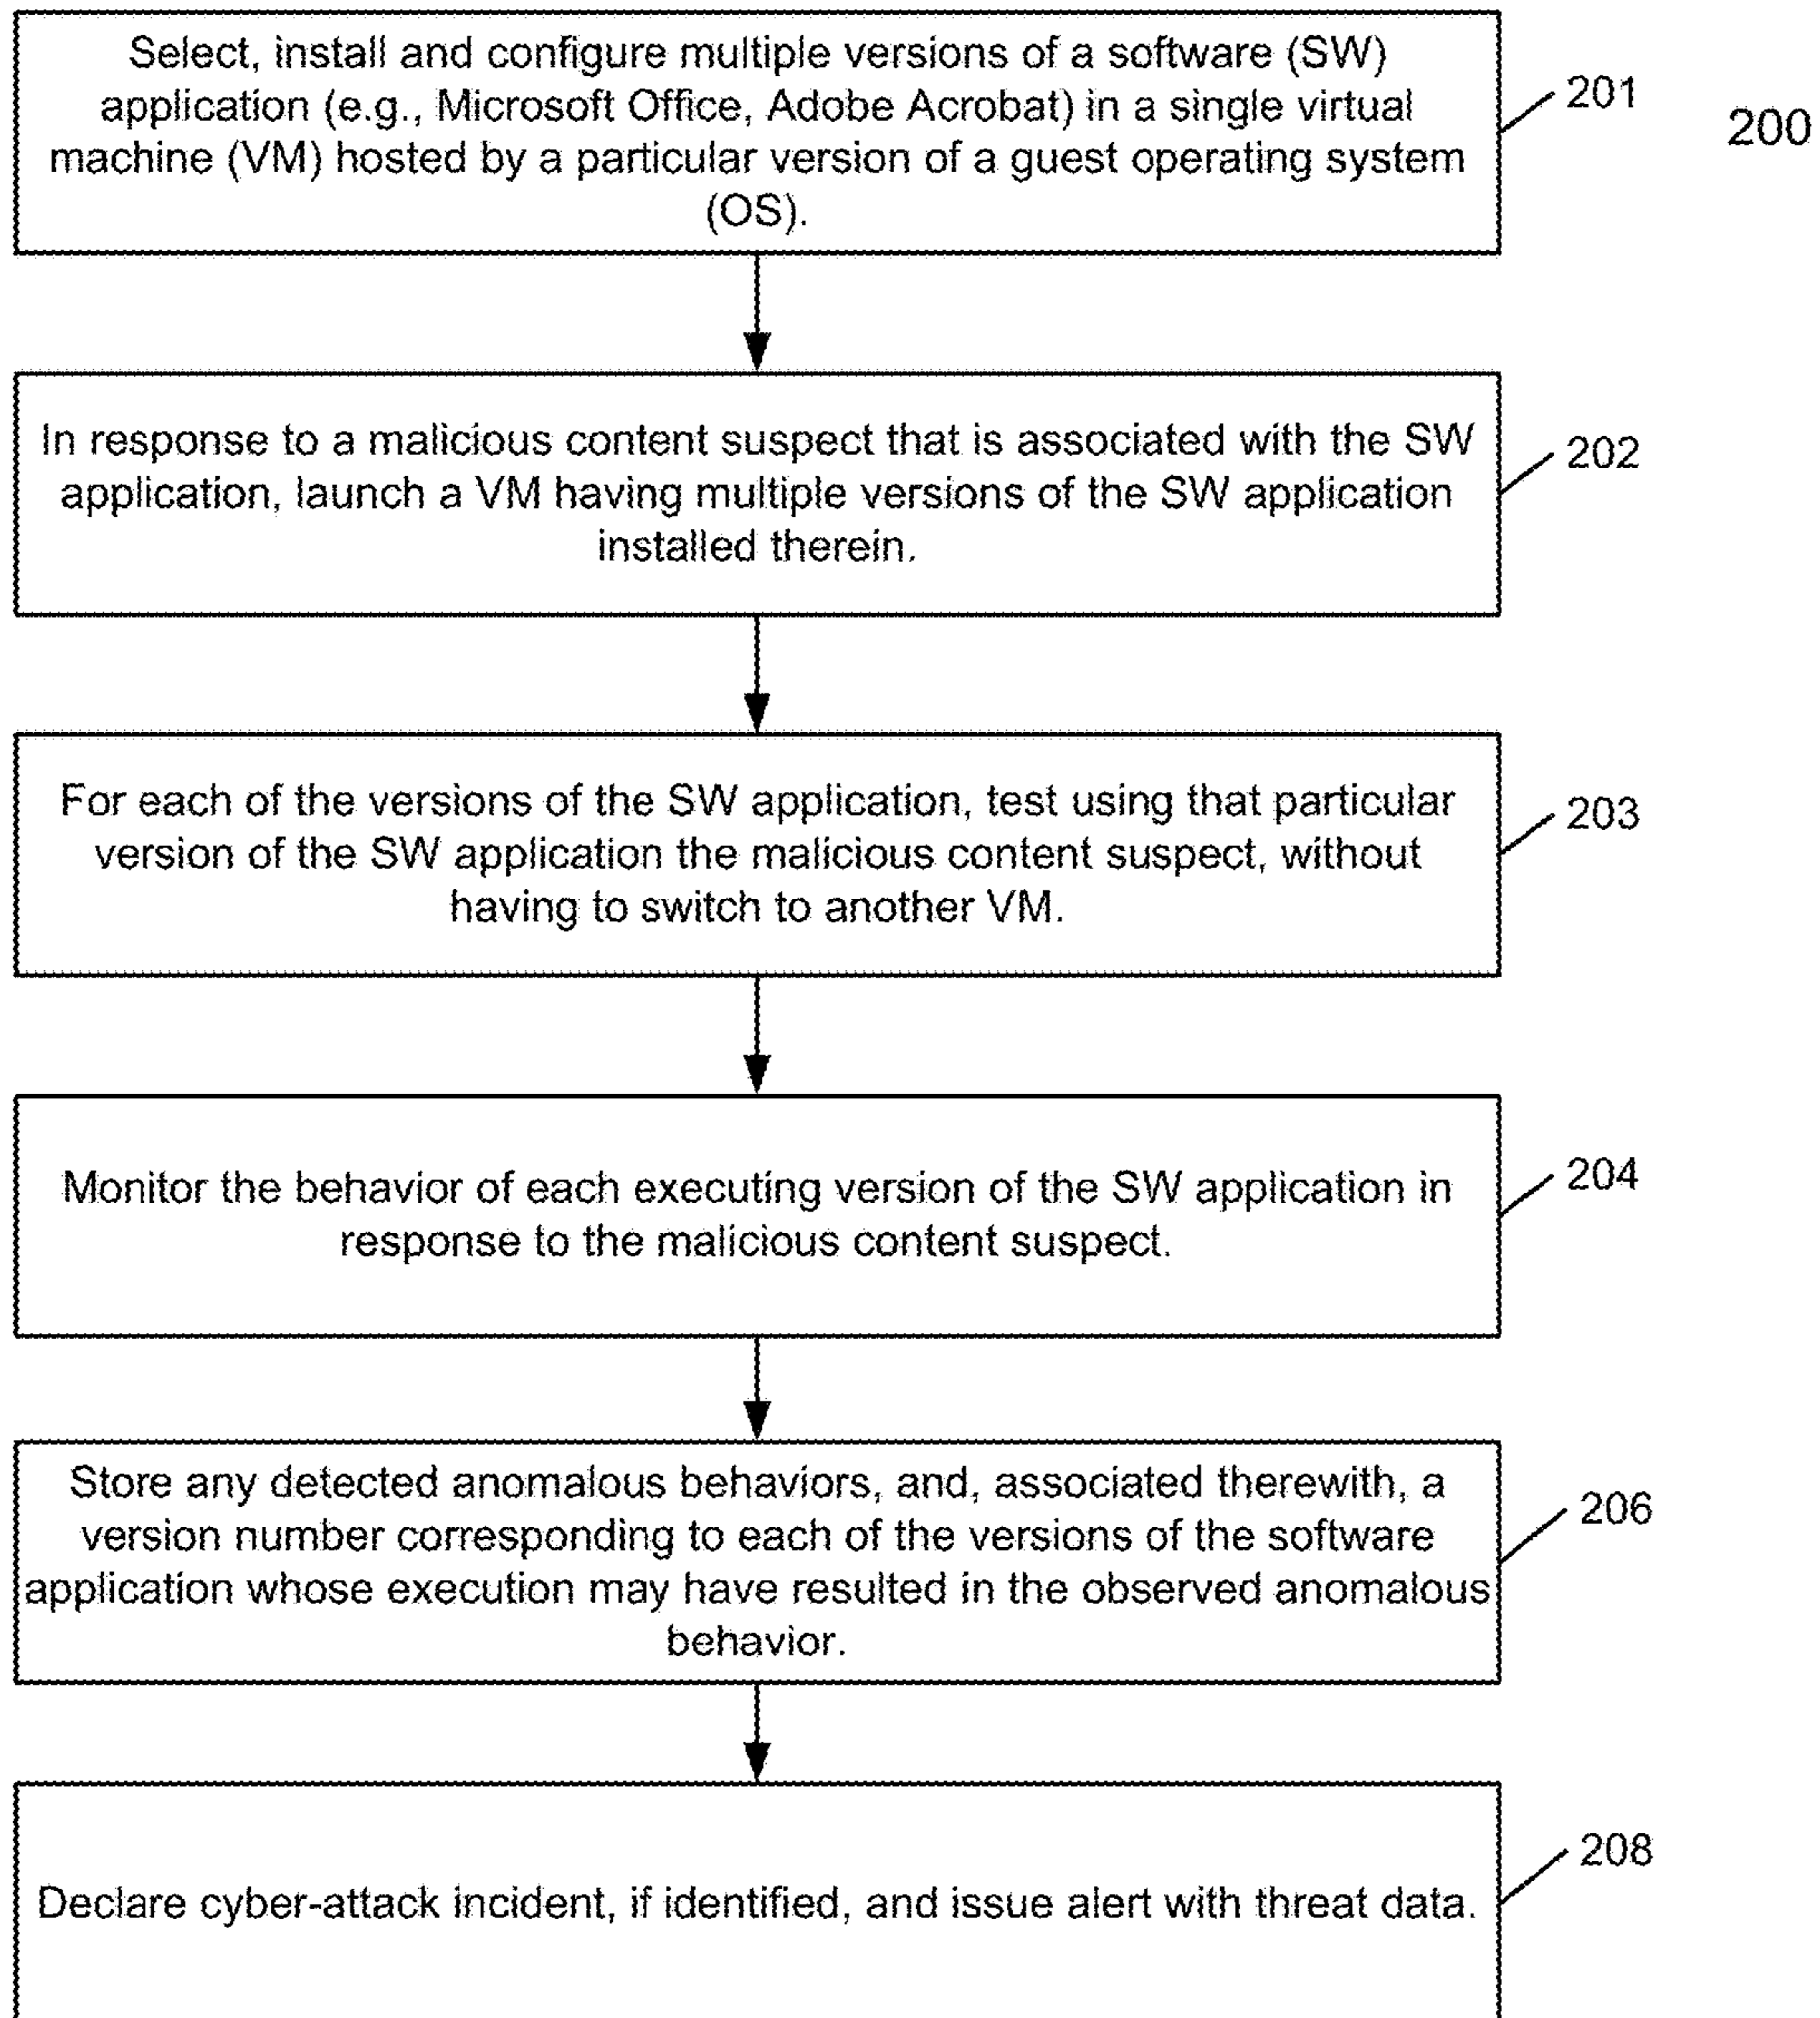 Select, install and configure multiple versions of a software (SW)
application (e.g., Microsoft Office, Adobe Acrobat) in a single virtual
machine (VM) hosted by a particular version of a guest operating system
(OS).
201
200
In response to a malicious content suspect that is associated with the SW
application, launch a VM having multiple versions of the SW application
installed therein.
202
For each of the versions of the SW application, test using that particular
version of the SW application the malicious content suspect, without
having to switch to another VM.
203
Monitor the behavior of each executing version of the SW application in
response to the malicious content suspect.
204
Store any detected anomalous behaviors, and, associated therewith, a
version number corresponding to each of the versions of the software
application whose execution may have resulted in the observed anomalous
behavior.
206
Declare cyber-attack incident, if identified, and issue alert with threat data.
208